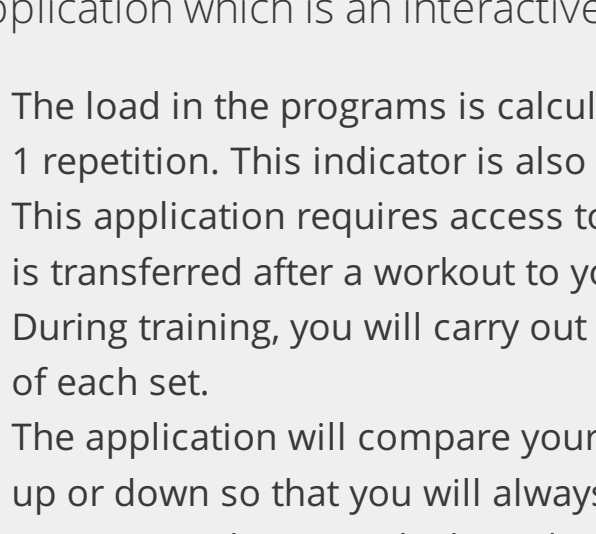 application which is an interactive
The load in the programs is calcul
1 repetition. This indicator is also
This application requires access to
is transferred after a workout to yo
During training, you will carry out
of each set.
The application will compare your
up or down so that you will always